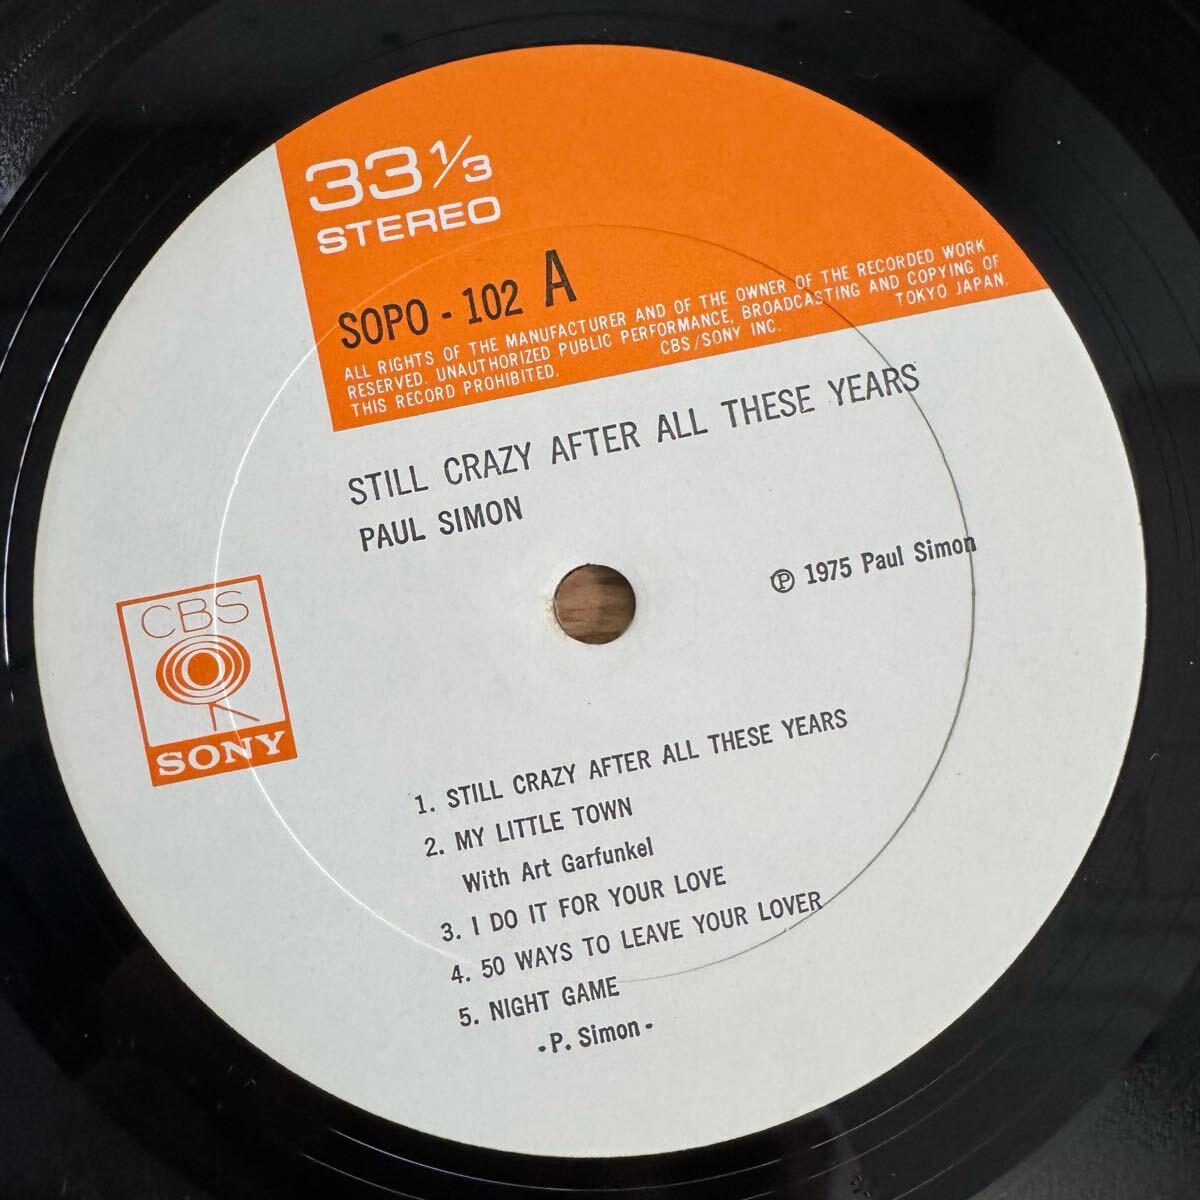 33 1/3
STEREO
SOPO - 102 A
ALL RIGHTS OF THE MANUFACTURER AND OF THE OWNER OF THE RECORDED WORK
RESERVED. UNAUTHORIZED PUBLIC PERFORMANCE, BROADCASTING AND COPYING OF
THIS RECORD PROHIBITED. CBS/SONY INC. TOKYO JAPAN.
STILL CRAZY AFTER ALL THESE YEARS
PAUL SIMON
℗ 1975 Paul Simon
CBS
SONY
1. STILL CRAZY AFTER ALL THESE YEARS
2. MY LITTLE TOWN
With Art Garfunkel
3. I DO IT FOR YOUR LOVE
4. 50 WAYS TO LEAVE YOUR LOVER
5. NIGHT GAME
-P. Simon-